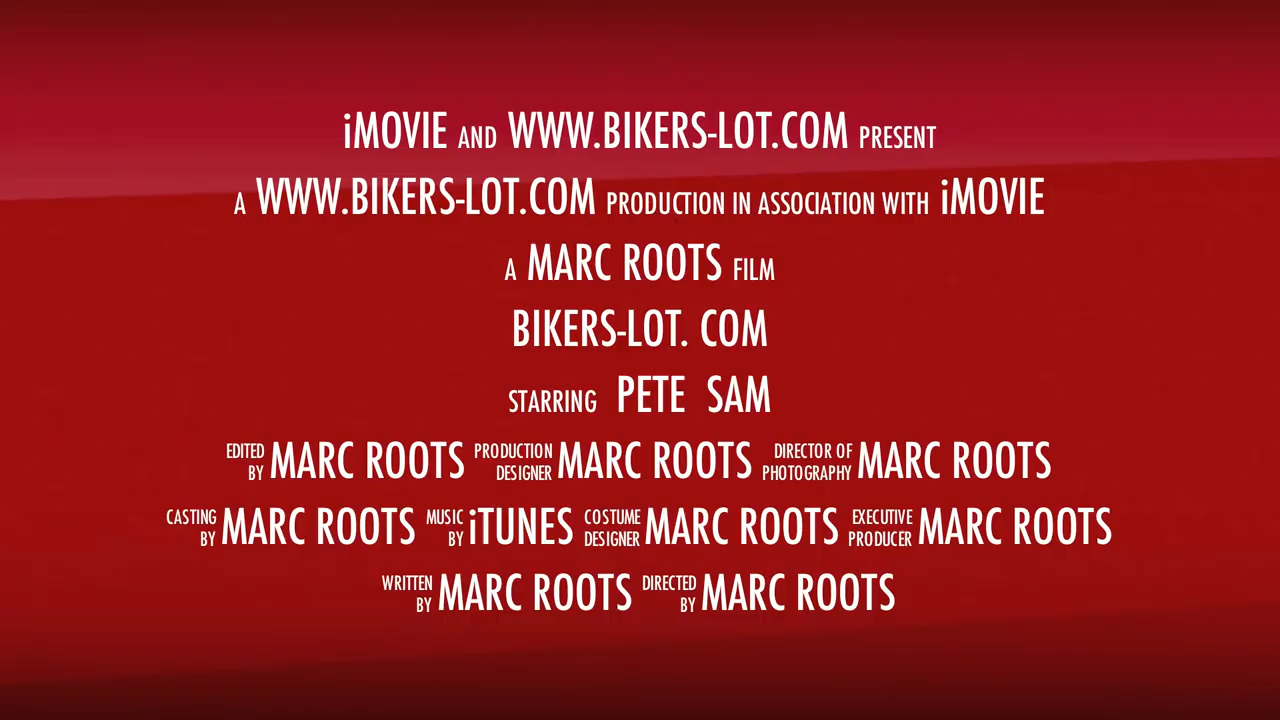 iMOVIE AND WWW.BIKERS-LOT.COM PRESENT
A WWW.BIKERS-LOT.COM PRODUCTION IN ASSOCIATION WITH iMOVIE
A MARC ROOTS FILM
BIKERS-LOT. COM
STARRING PETE SAM
EDITED BY MARC ROOTS PRODUCTION DESIGNER MARC ROOTS DIRECTOR OF PHOTOGRAPHY MARC ROOTS
CASTING BY MARC ROOTS MUSIC BY iTUNES COSTUME DESIGNER MARC ROOTS EXECUTIVE PRODUCER MARC ROOTS
WRITTEN BY MARC ROOTS DIRECTED BY MARC ROOTS